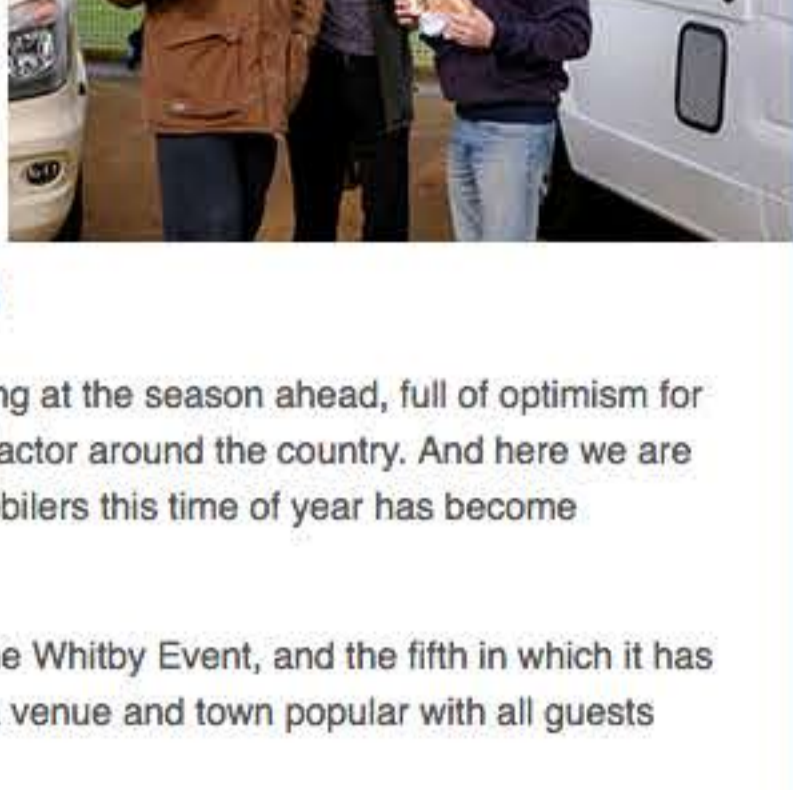 ng at the season ahead, full of optimism for
actor around the country. And here we are
bilers this time of year has become
e Whitby Event, and the fifth in which it has
venue and town popular with all guests